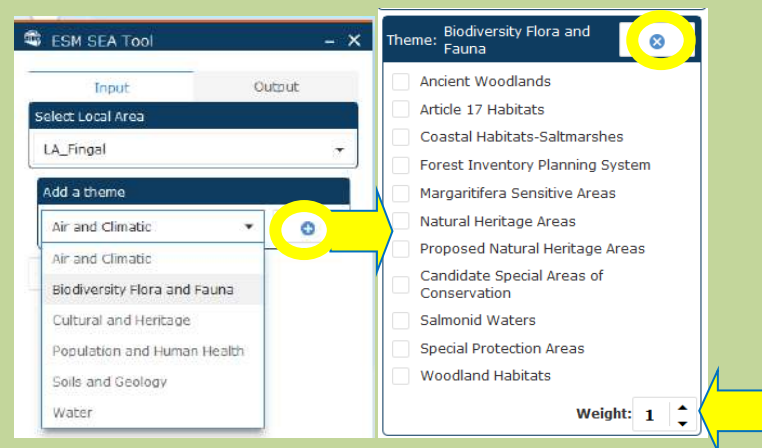 ESM SEA Tool
Input
Output
Select Local Area
LA_Fingal
Add a theme
Air and Climatic
Air and Climatic
Biodiversity Flora and Fauna
Cultural and Heritage
Population and Human Health
Soils and Geology
Water
Theme: Biodiversity Flora and
Fauna
Ancient Woodlands
Article 17 Habitats
Coastal Habitats-Saltmarshes
Forest Inventory Planning System
Margaritifera Sensitive Areas
Natural Heritage Areas
Proposed Natural Heritage Areas
Candidate Special Areas of
Conservation
Salmonid Waters
Special Protection Areas
Woodland Habitats
Weight: 1